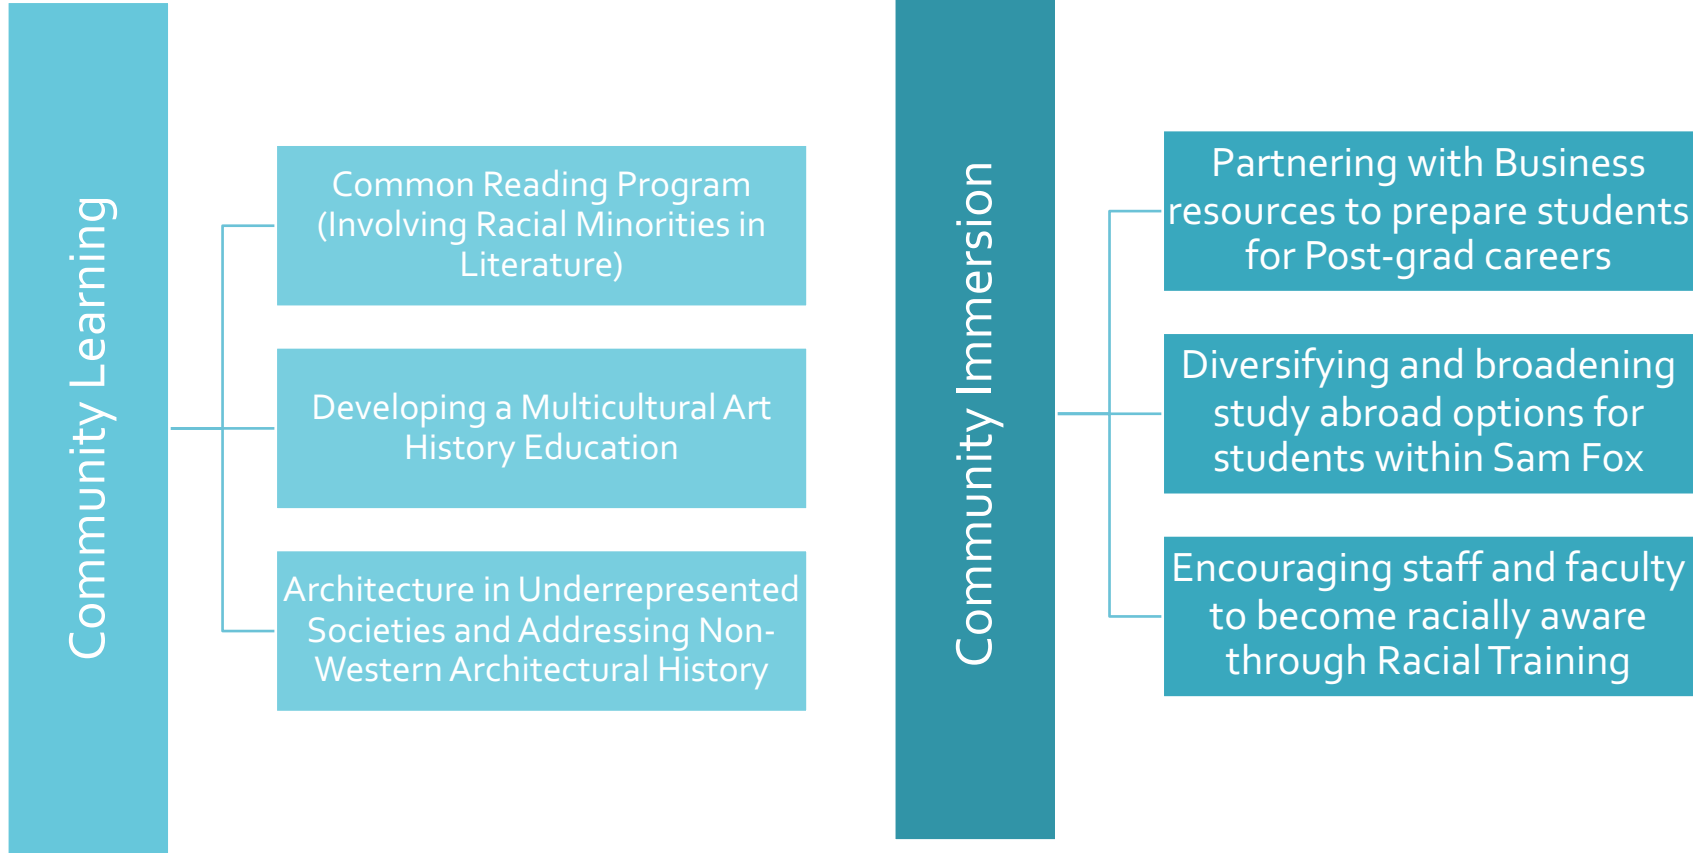 Community Learning
Common Reading Program
(Involving Racial Minorities in
Literature)
Developing a Multicultural Art
History Education
Architecture in Underrepresented
Societies and Addressing Non-
Western Architectural History
Community Immersion
Partnering with Business
resources to prepare students
for Post-grad careers
Diversifying and broadening
study abroad options for
students within Sam Fox
Encouraging staff and faculty
to become racially aware
through Racial Training